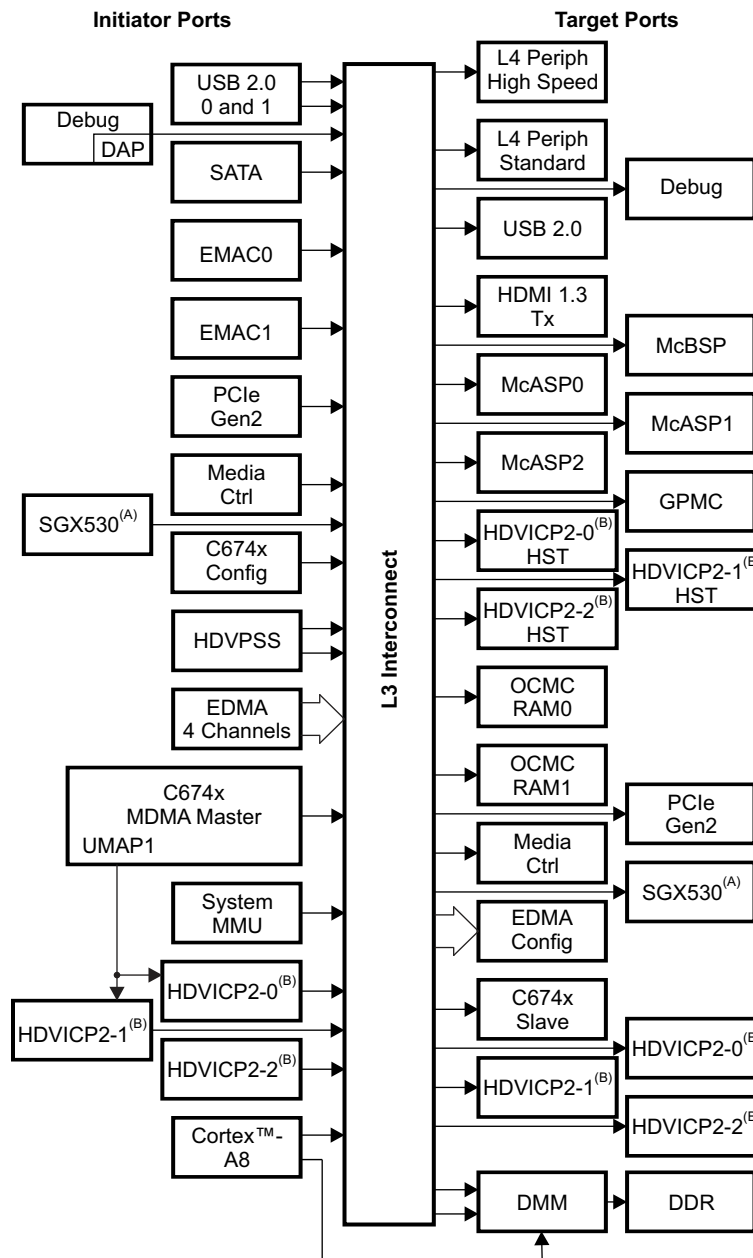 Initiator Ports
Target Ports
USB 2.0
0 and 1
Debug
DAP
SATA
EMAC0
EMAC1
PCIe
Gen2
Media
Ctrl
SGX530(A)
C674x
Config
HDVPSS
EDMA
4 Channels
C674x
MDMA Master
UMAP1
System
MMU
HDVICP2-0(B)
HDVICP2-1(B)
HDVICP2-2(B)
Cortex™-
A8
L3 Interconnect
L4 Periph
High Speed
L4 Periph
Standard
Debug
USB 2.0
HDMI 1.3
Tx
McBSP
McASP0
McASP1
McASP2
GPMC
HDVICP2-0(B)
HST
HDVICP2-1(B)
HST
HDVICP2-2(B)
HST
OCMC
RAM0
OCMC
RAM1
PCIe
Gen2
Media
Ctrl
SGX530(A)
EDMA
Config
C674x
Slave
HDVICP2-0(B)
HDVICP2-1(B)
HDVICP2-2(B)
DMM
DDR